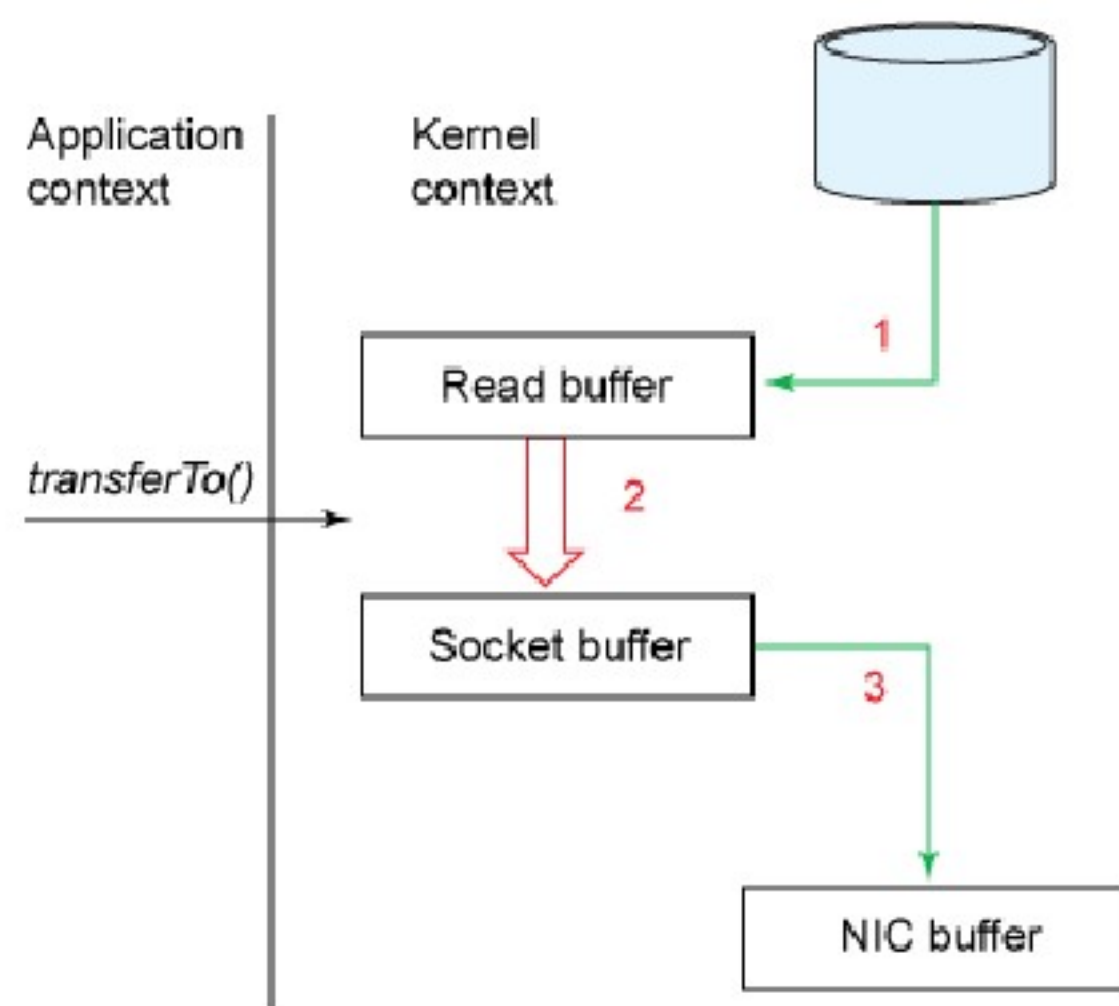 Application
context
Kernel
context
1
Read buffer
transferTo()
2
Socket buffer
3
NIC buffer